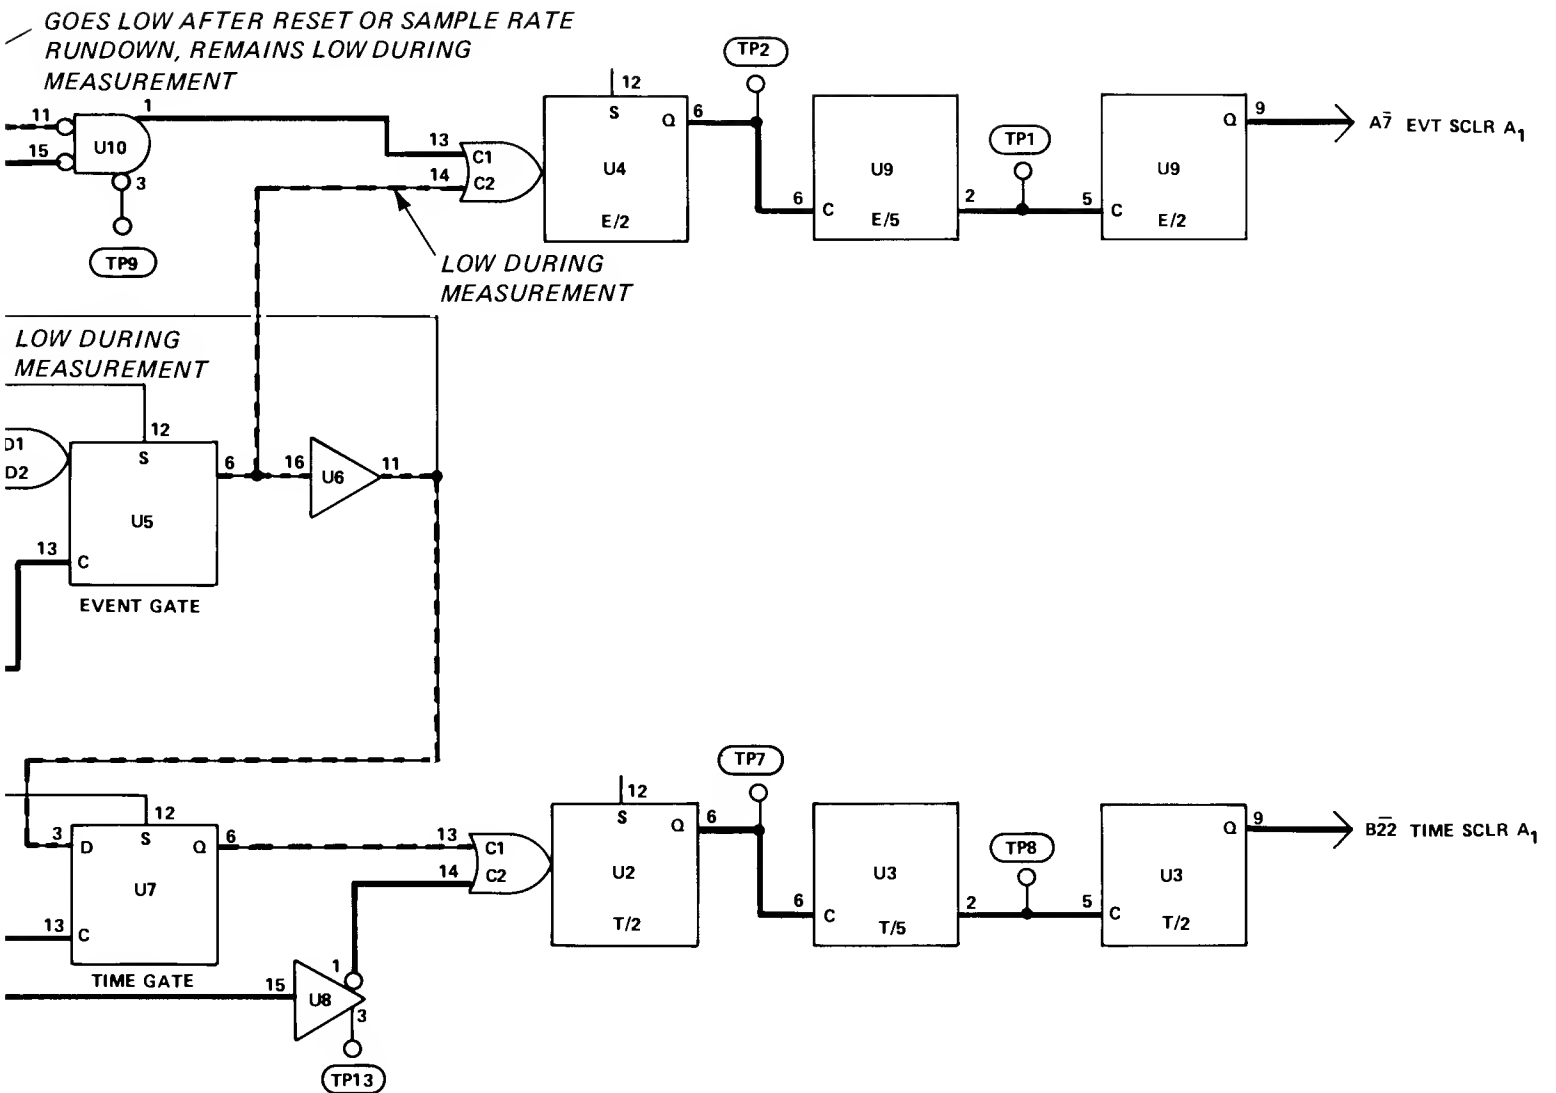 GOES LOW AFTER RESET OR SAMPLE RATE
RUNDOWN, REMAINS LOW DURING
MEASUREMENT
11
15
U10
1
3
TP9
13
14
C1
C2
12
S
Q
6
U4
E/2
TP2
6
C
U9
E/5
2
TP1
5
C
Q
9
U9
E/2
A7̅ EVT SCLR A1
LOW DURING
MEASUREMENT
LOW DURING
MEASUREMENT
D1
D2
12
S
6
U5
13
C
EVENT GATE
16
U6
11
3
D
12
S
Q
6
U7
13
C
TIME GATE
15
U8
1
3
TP13
13
14
C1
C2
12
S
Q
6
U2
T/2
TP7
6
C
U3
T/5
2
TP8
5
C
Q
9
U3
T/2
B2̅2̅ TIME SCLR A1